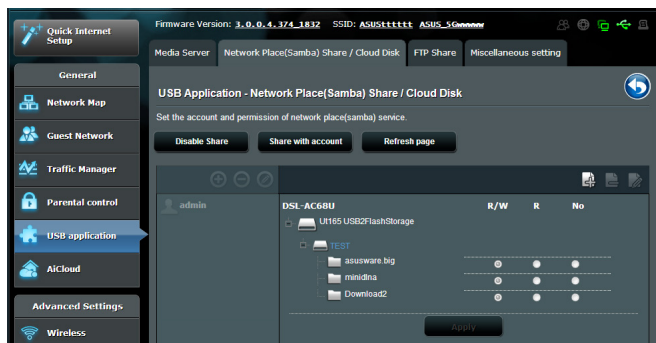 Quick Internet
Setup
Firmware Version: 3.0.0.4.374_1832 SSID: ASUStttttt ASUS_5Gnnnnnr
Media Server Network Place(Samba) Share / Cloud Disk FTP Share Miscellaneous setting
General
Network Map
Guest Network
Traffic Manager
Parental control
USB application
AiCloud
Advanced Settings
Wireless
USB Application - Network Place(Samba) Share / Cloud Disk
Set the account and permission of network place(samba) sevice.
Disable Share Share with account Refresh page
admin
DSL-AC68U R/W R No
Ut165 USB2FlashStorage
TEST
asusware.big
minidlna
Download2
Apply